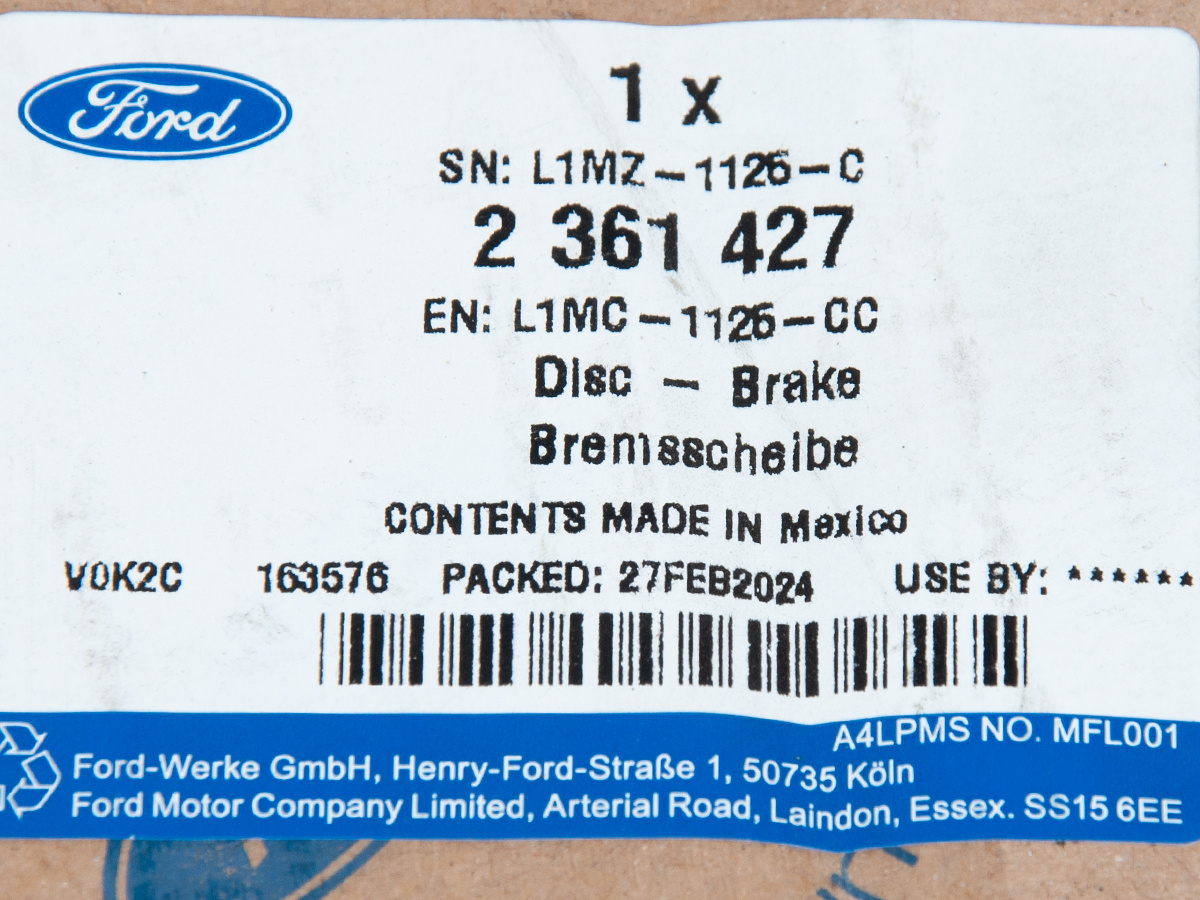 Ford
1 x
SN: L1MZ-1126-C
2 361 427
EN: L1MC-1126-CC
Disc - Brake
Bremsscheibe
CONTENTS MADE IN Mexico
V0K2C 163576 PACKED: 27FEB2024 USE BY: ******
A4LPMS NO. MFL001
Ford-Werke GmbH, Henry-Ford-Straße 1, 50735 Köln
Ford Motor Company Limited, Arterial Road, Laindon, Essex. SS15 6EE